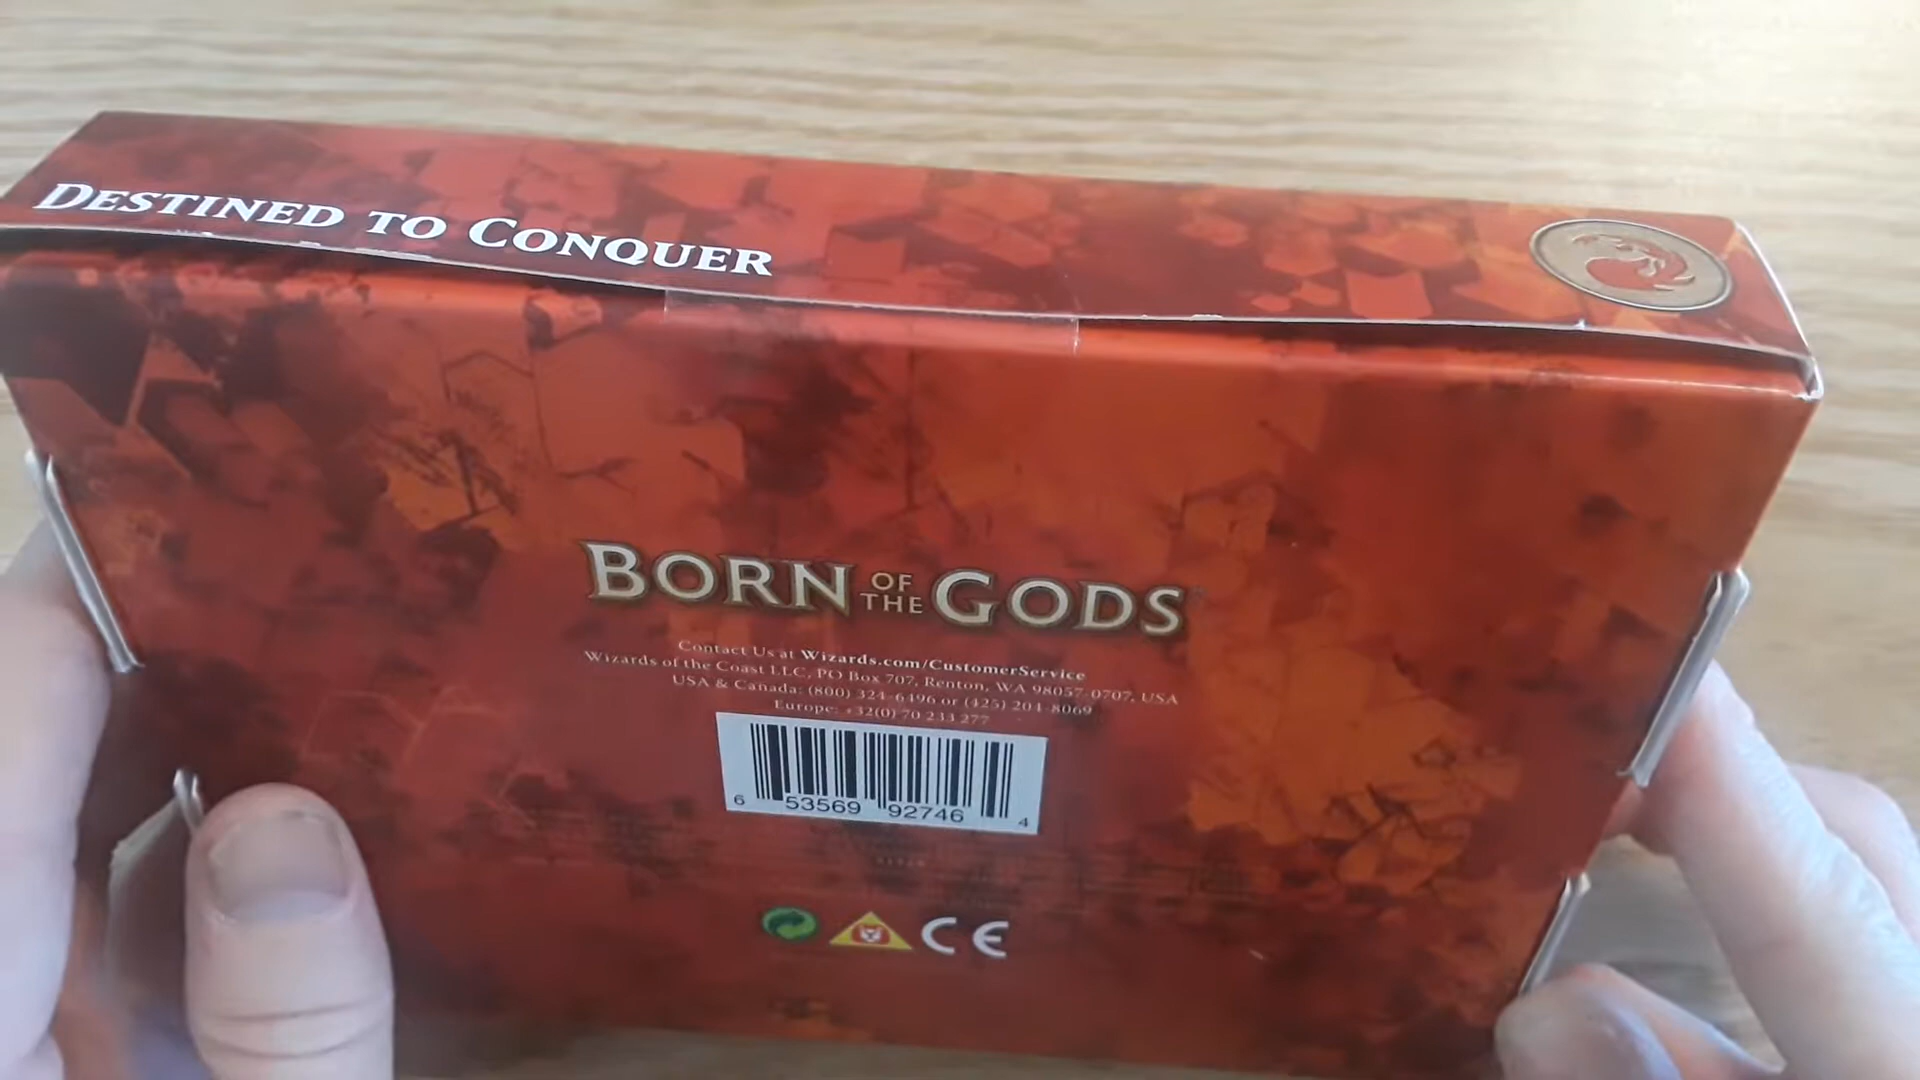 DESTINED TO CONQUER
BORN OF THE GODS
Contact Us at Wizards.com/CustomerService
Wizards of the Coast LLC, PO Box 707, Renton, WA 98057-0707, USA
USA & Canada: (800) 324-6496 or (425) 204-8069
Europe: +32(0) 70 233 277
6 53569 92746 4
CE